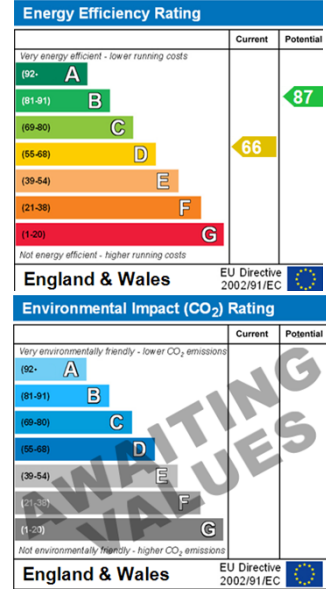 Energy Efficiency Rating
Current Potential
Very energy efficient - lower running costs
(92- A
(81-91) B
87
(69-80) C
66
(55-68) D
(39-54) E
(21-38) F
(1-20) G
Not energy efficient - higher running costs
England & Wales
EU Directive
2002/91/EC
Environmental Impact (CO2) Rating
Current Potential
Very environmentally friendly - lower CO2 emissions
(92- A
(81-91) B
(69-80) C
(55-68) D
(39-54) E
(21-38) F
(1-20) G
AWAITING
VALUES
Not environmentally friendly - higher CO2 emissions
England & Wales
EU Directive
2002/91/EC